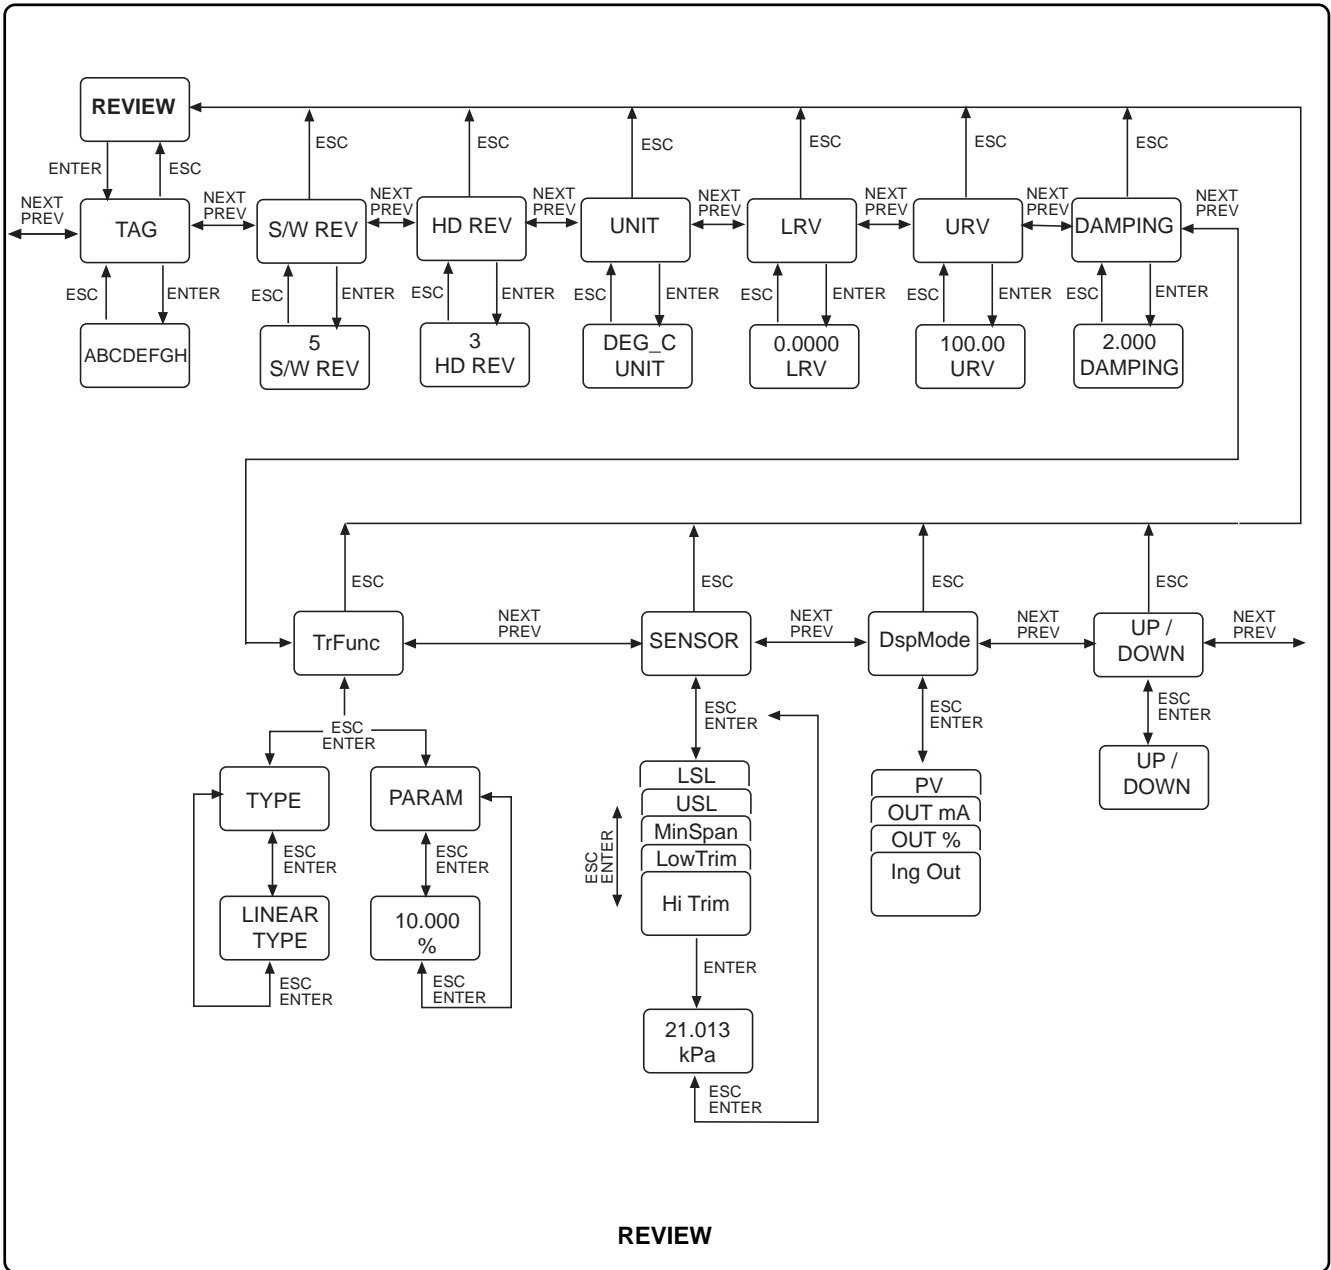 REVIEW
ESC
ESC
ESC
ESC
ESC
ESC
ENTER
ESC
NEXT
PREV
TAG
NEXT
PREV
S/W REV
NEXT
PREV
HD REV
NEXT
PREV
UNIT
NEXT
PREV
LRV
NEXT
PREV
URV
NEXT
PREV
DAMPING
NEXT
PREV
ESC
ENTER
ESC
ENTER
ESC
ENTER
ESC
ENTER
ESC
ENTER
ESC
ENTER
ESC
ENTER
ABCDEFGH
5
S/W REV
3
HD REV
DEG_C
UNIT
0.0000
LRV
100.00
URV
2.000
DAMPING
ESC
ESC
ESC
ESC
TrFunc
NEXT
PREV
SENSOR
NEXT
PREV
DspMode
NEXT
PREV
UP /
DOWN
NEXT
PREV
ESC
ENTER
ESC
ENTER
ESC
ENTER
ESC
ENTER
TYPE
PARAM
LSL
USL
MinSpan
LowTrim
Hi Trim
ESC
ENTER
PV
OUT mA
OUT %
Ing Out
UP /
DOWN
ESC
ENTER
ESC
ENTER
LINEAR
TYPE
10.000
%
ESC
ENTER
ESC
ENTER
ENTER
21.013
kPa
ESC
ENTER
REVIEW